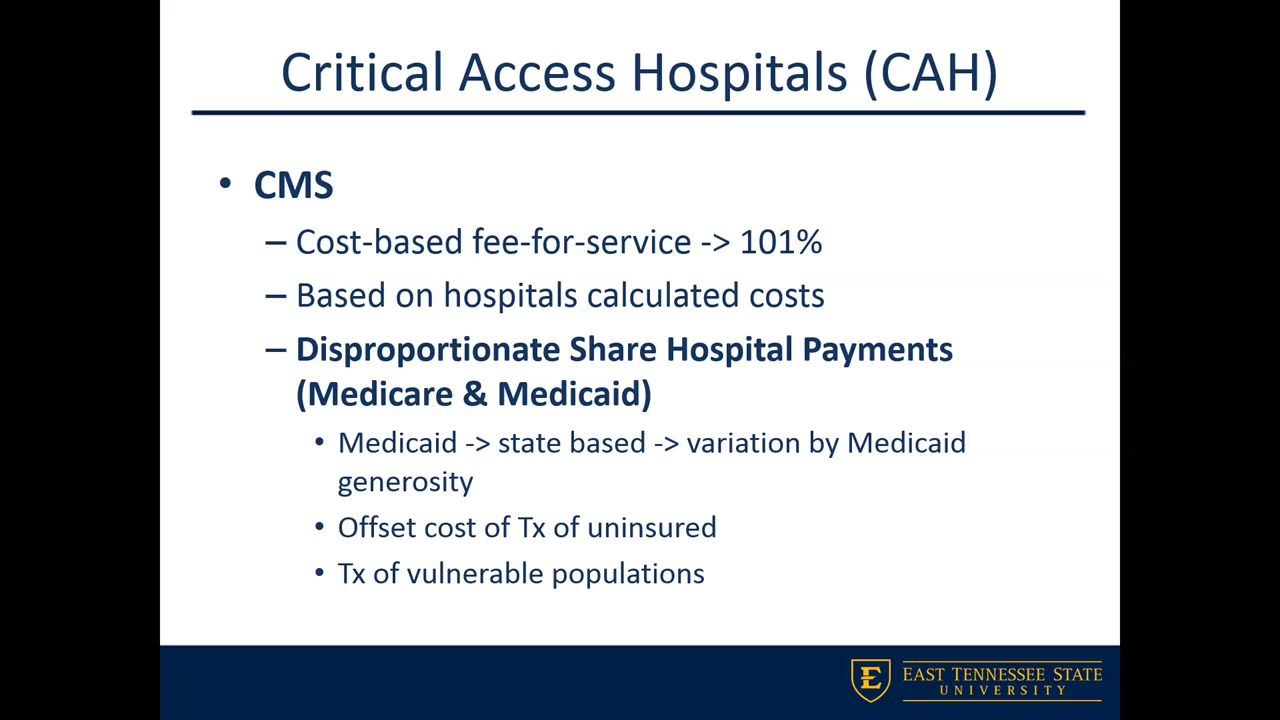 Critical Access Hospitals (CAH)
• CMS
– Cost-based fee-for-service -> 101%
– Based on hospitals calculated costs
– Disproportionate Share Hospital Payments
(Medicare & Medicaid)
• Medicaid -> state based -> variation by Medicaid
generosity
• Offset cost of Tx of uninsured
• Tx of vulnerable populations
E
EAST TENNESSEE STATE
UNIVERSITY